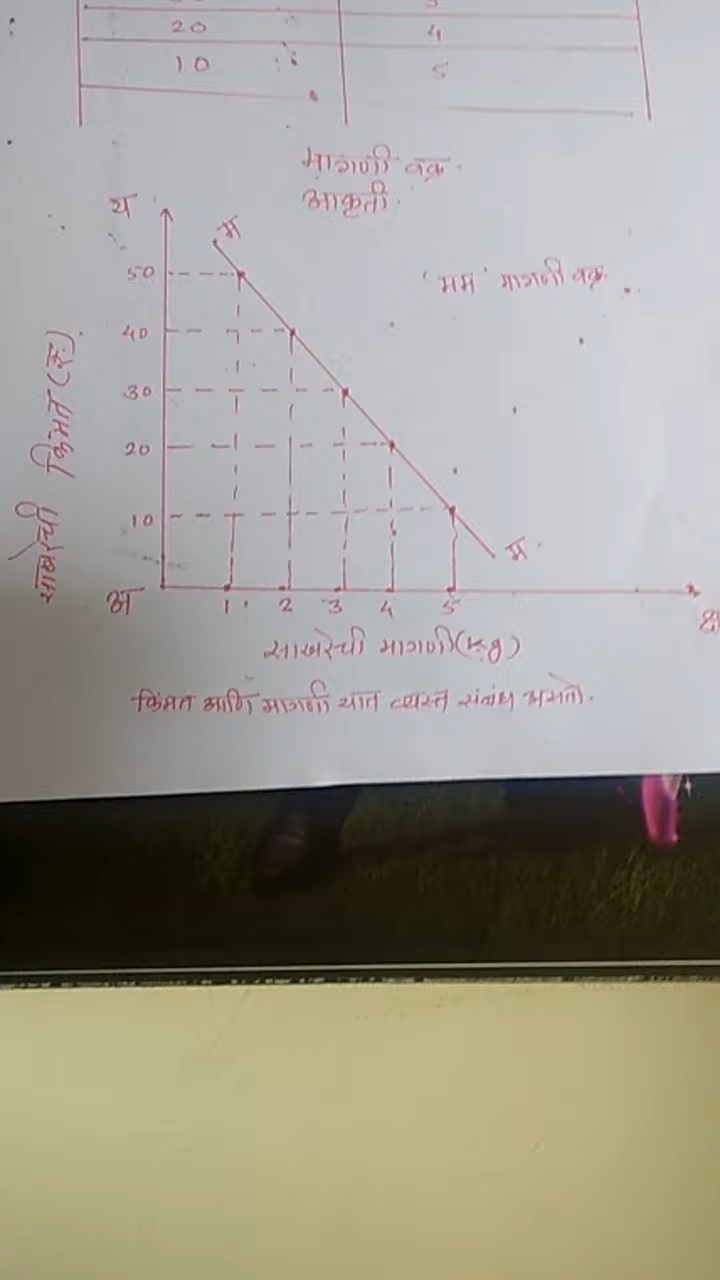 20 4
10 5
मागणी वक्र
आकृती
य
म
50
'मम' मागणी वक्र
40
30
20
10
म
साखरेची किंमत (रु.)
अ 1 2 3 4 5 क्ष
साखरेची मागणी (kg)
किंमत आणि मागणी यात व्यस्त संबंध असतो.